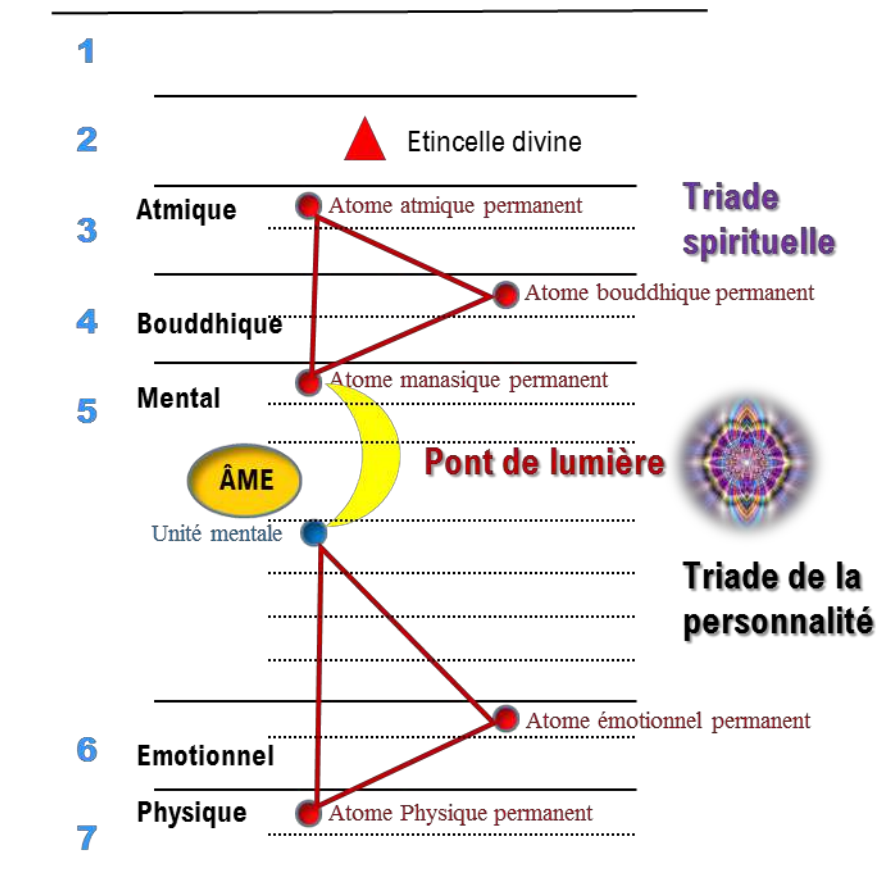 1
2
Etincelle divine
Atmique
Atome atmique permanent
Triade
spirituelle
3
Atome bouddhique permanent
4
Bouddhique
Atome manasique permanent
Mental
5
Pont de lumière
ÂME
Unité mentale
Triade de la
personnalité
Atome émotionnel permanent
6
Emotionnel
Physique
Atome Physique permanent
7